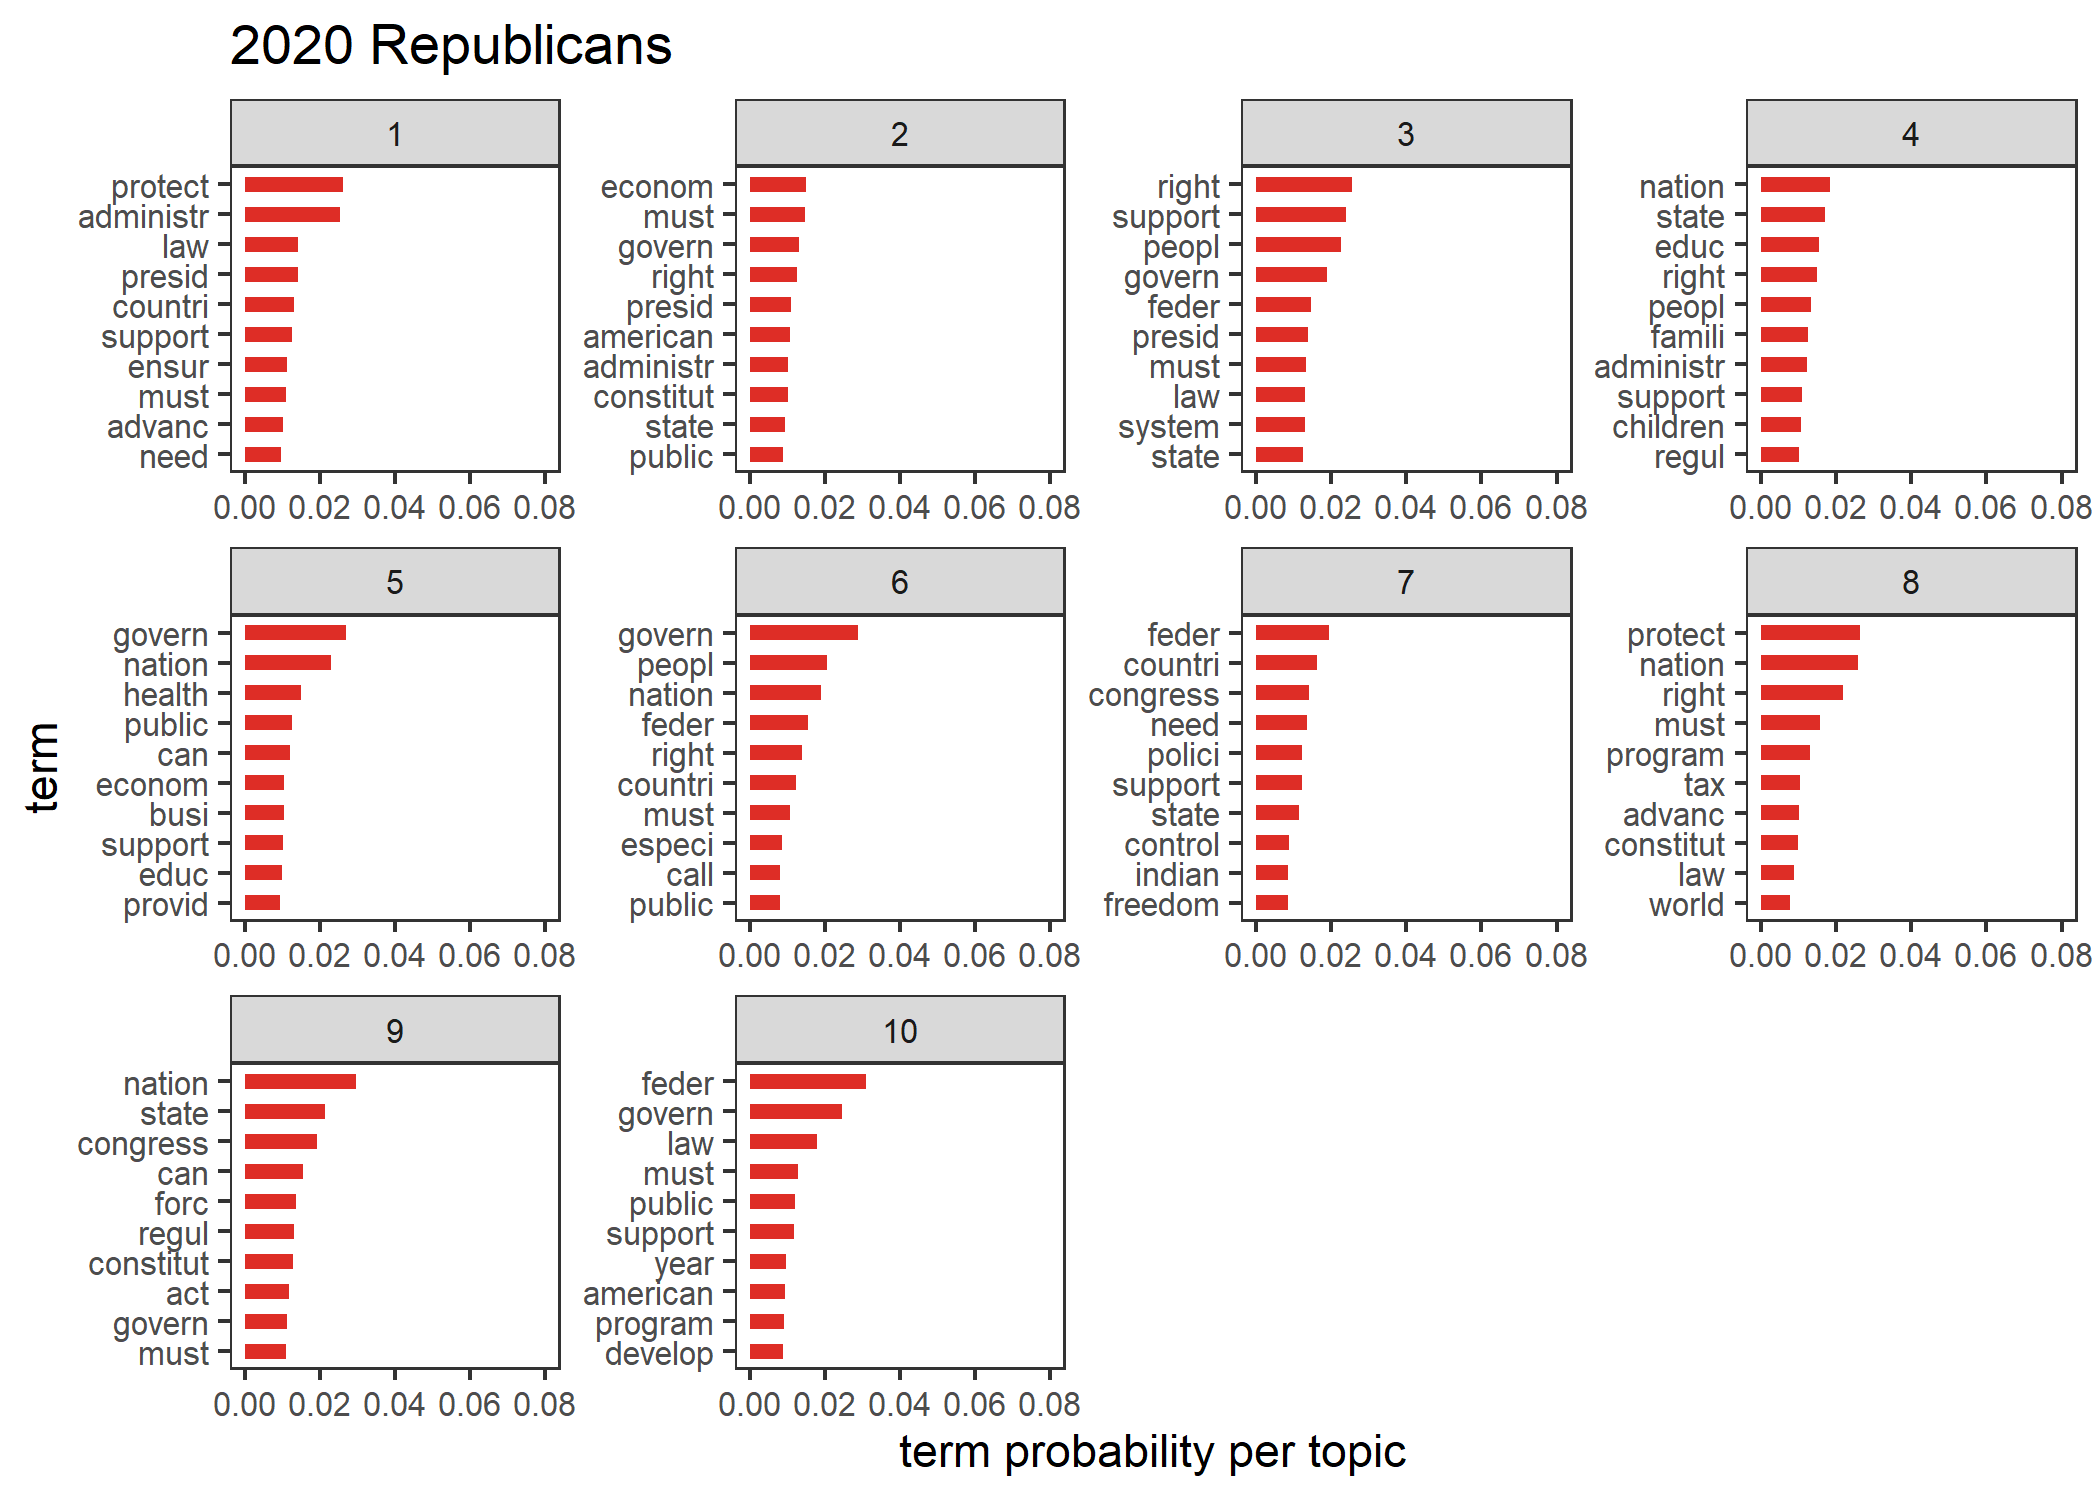 2020 Republicans
1
protect
administr
law
presid
countri
support
ensur
must
advanc
need
0.00 0.02 0.04 0.06 0.08
2
econom
must
govern
right
presid
american
administr
constitut
state
public
0.00 0.02 0.04 0.06 0.08
3
right
support
peopl
govern
feder
presid
must
law
system
state
0.00 0.02 0.04 0.06 0.08
4
nation
state
educ
right
peopl
famili
administr
support
children
regul
0.00 0.02 0.04 0.06 0.08
5
govern
nation
health
public
can
econom
busi
support
educ
provid
0.00 0.02 0.04 0.06 0.08
6
govern
peopl
nation
feder
right
countri
must
especi
call
public
0.00 0.02 0.04 0.06 0.08
7
feder
countri
congress
need
polici
support
state
control
indian
freedom
0.00 0.02 0.04 0.06 0.08
8
protect
nation
right
must
program
tax
advanc
constitut
law
world
0.00 0.02 0.04 0.06 0.08
9
nation
state
congress
can
forc
regul
constitut
act
govern
must
0.00 0.02 0.04 0.06 0.08
10
feder
govern
law
must
public
support
year
american
program
develop
0.00 0.02 0.04 0.06 0.08
term
term probability per topic